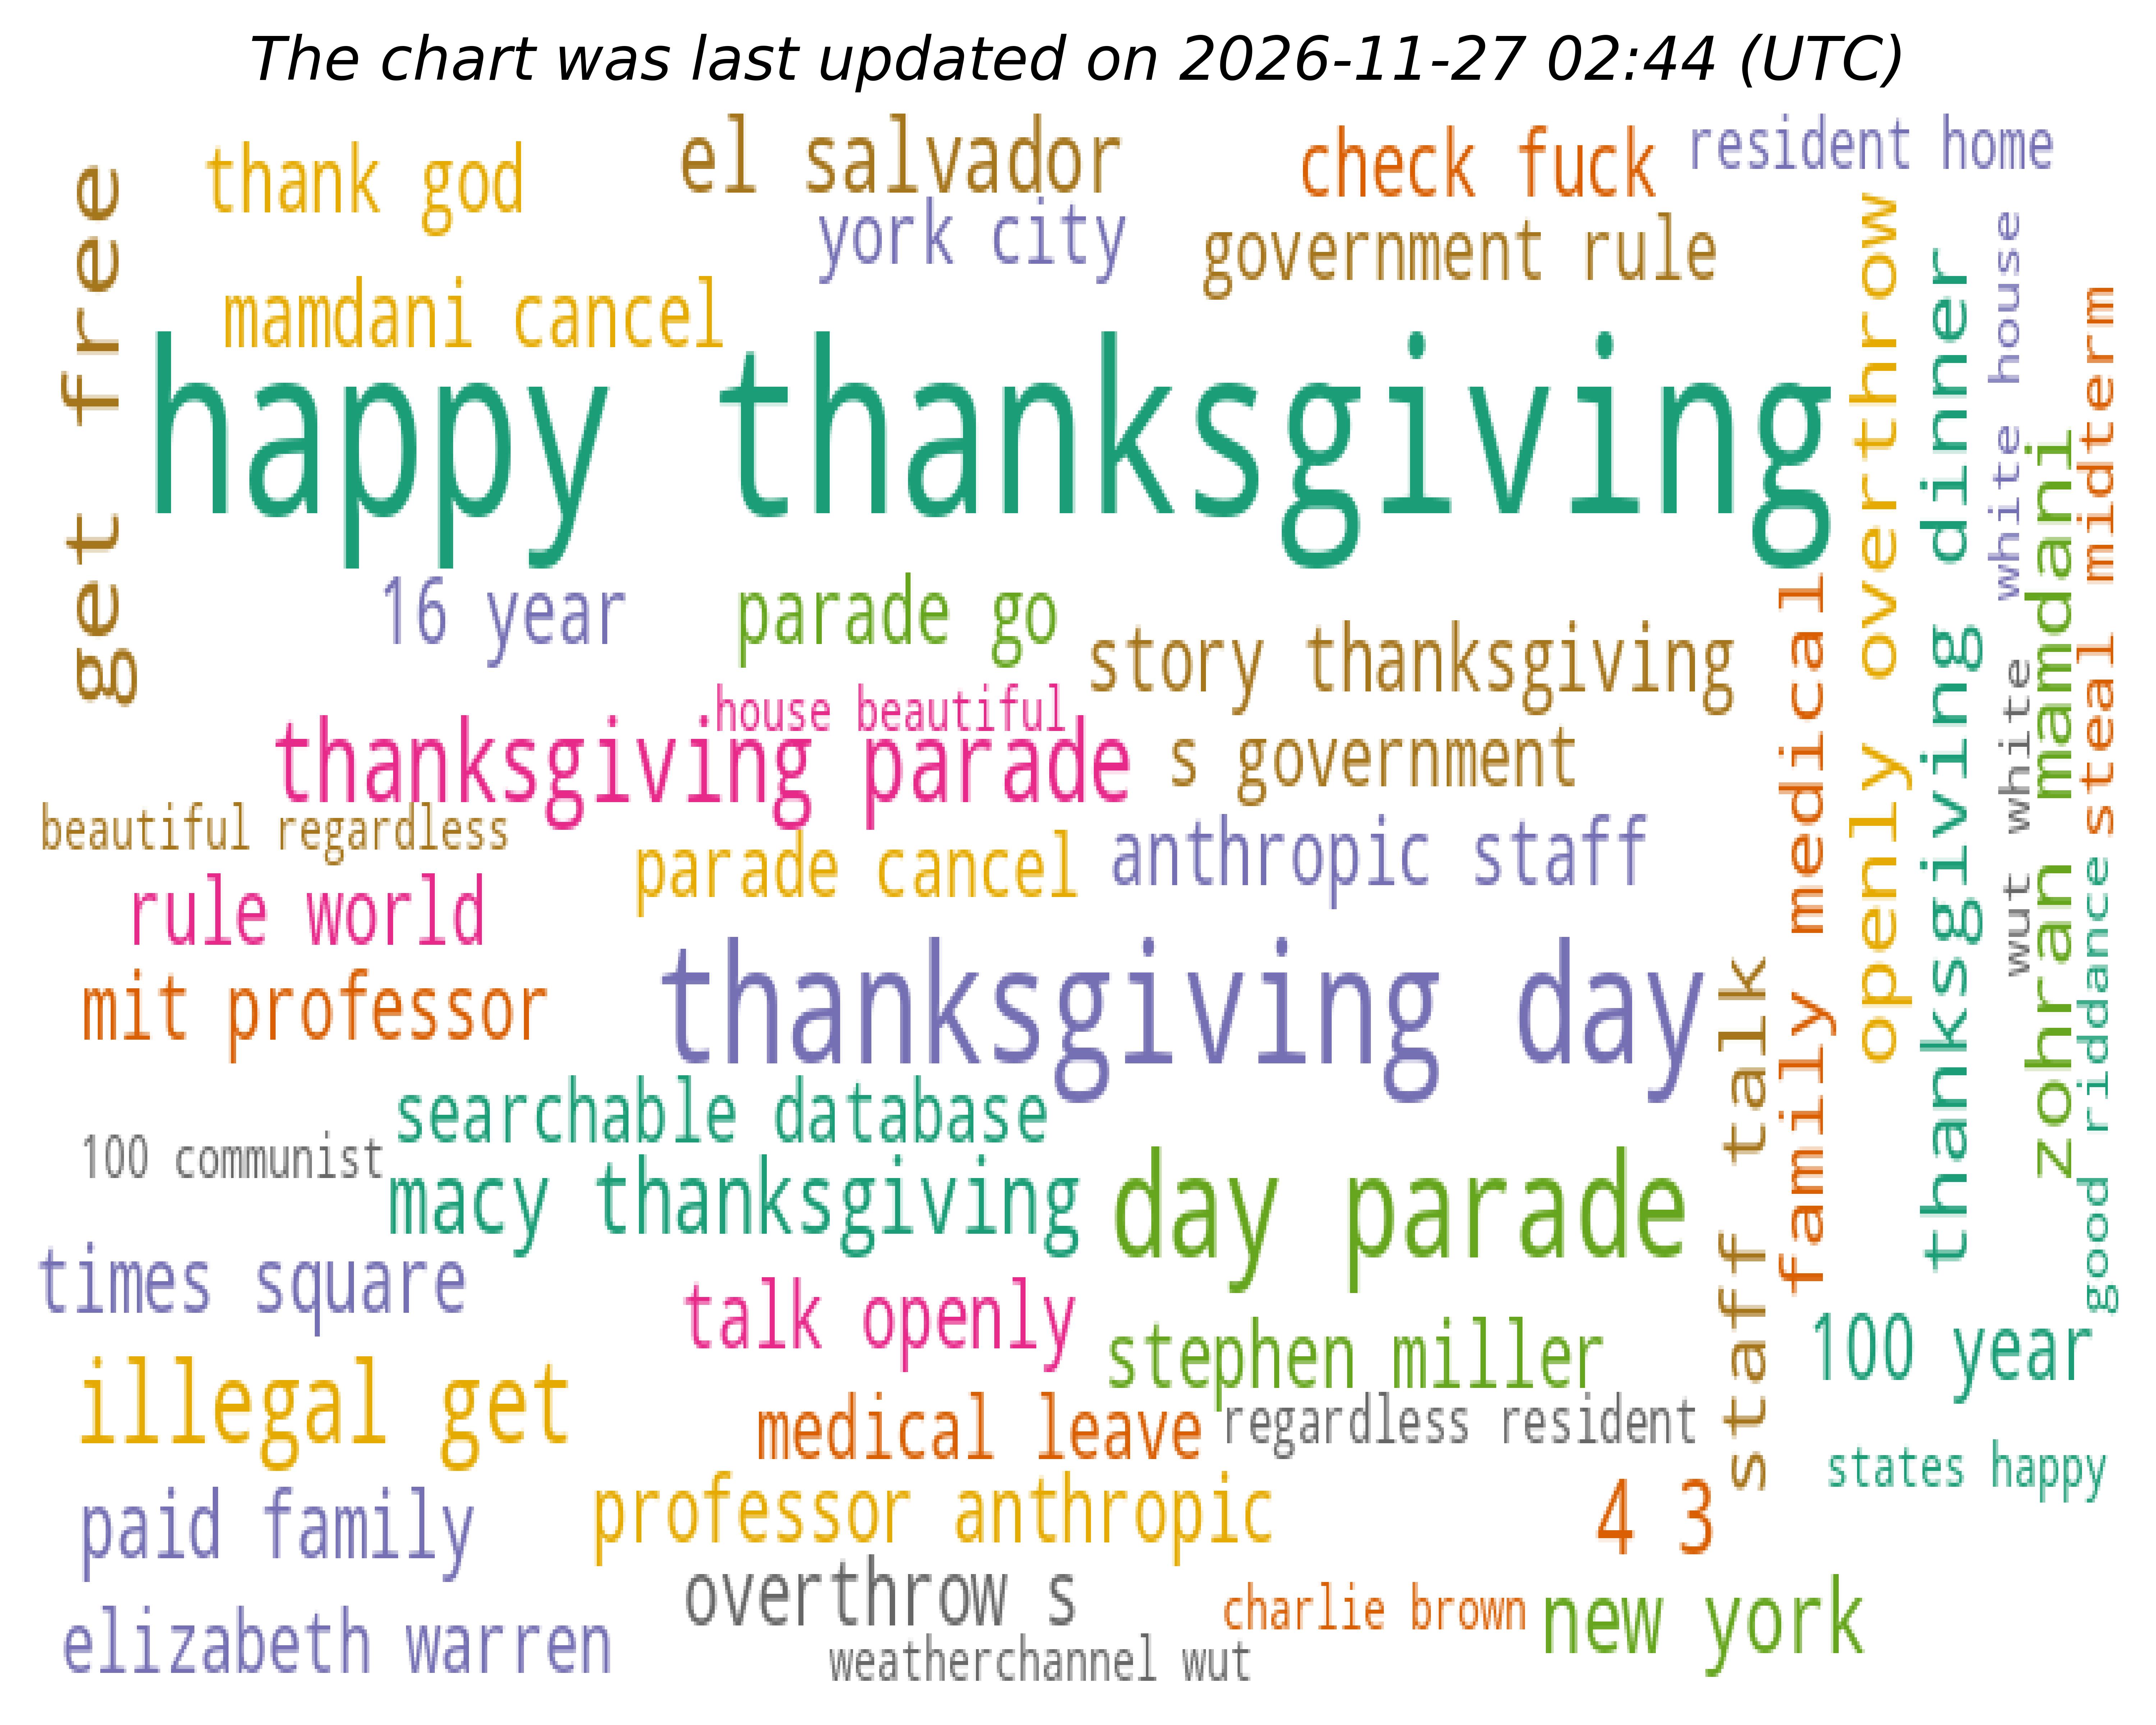 The chart was last updated on 2026-11-27 02:44 (UTC)
thank god
el salvador
check fuck
resident home
york city
government rule
mamdani cancel
get free
happy thanksgiving
16 year
parade go
story thanksgiving
house beautiful
thanksgiving parade
s government
beautiful regardless
parade cancel
anthropic staff
rule world
mit professor
thanksgiving day
searchable database
100 communist
macy thanksgiving
day parade
times square
talk openly
stephen miller
100 year
illegal get
medical leave
regardless resident
states happy
paid family
professor anthropic
4 3
overthrow s
charlie brown
new york
elizabeth warren
weatherchannel wut
staff talk
family medical
openly overthrow
thanksgiving dinner
white house
wut white
zohran mamdani
steal midterm
good riddance